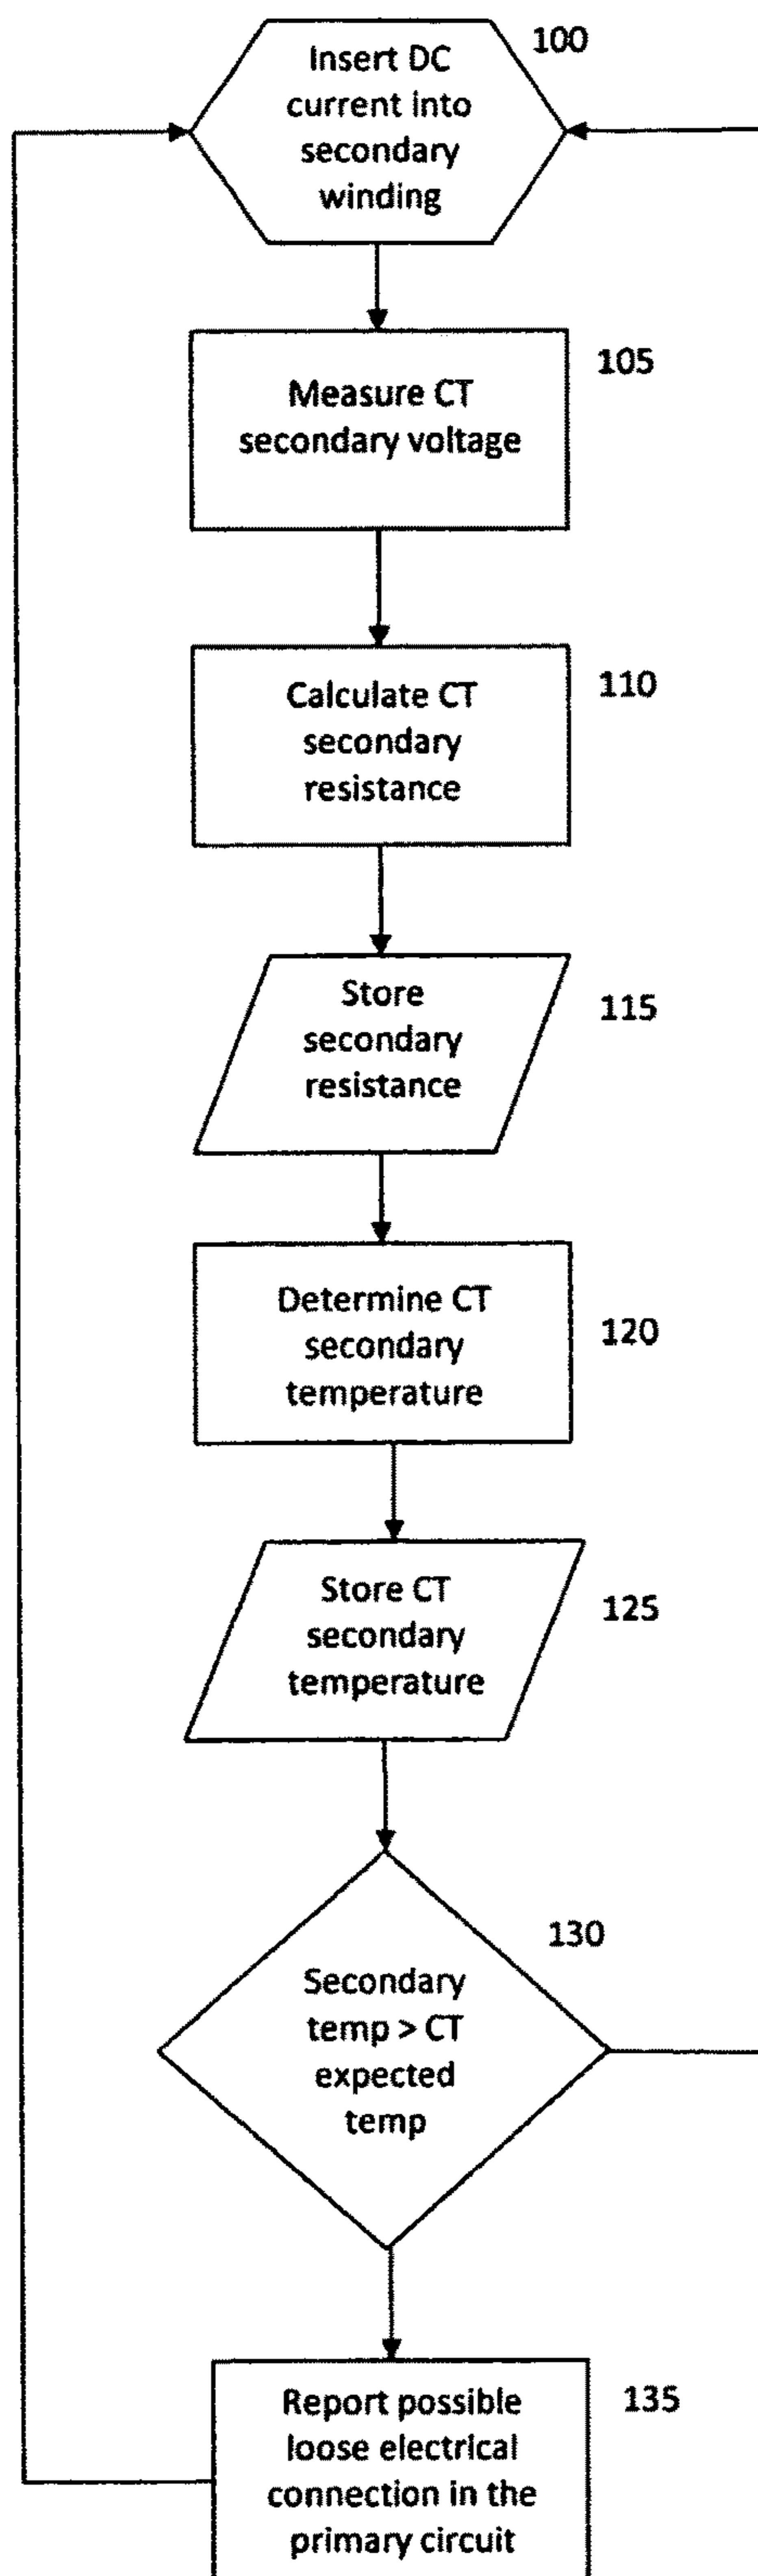 100
Insert DC
current into
secondary
winding
105
Measure CT
secondary voltage
110
Calculate CT
secondary
resistance
115
Store
secondary
resistance
120
Determine CT
secondary
temperature
125
Store CT
secondary
temperature
130
Secondary
temp > CT
expected
temp
135
Report possible
loose electrical
connection in the
primary circuit